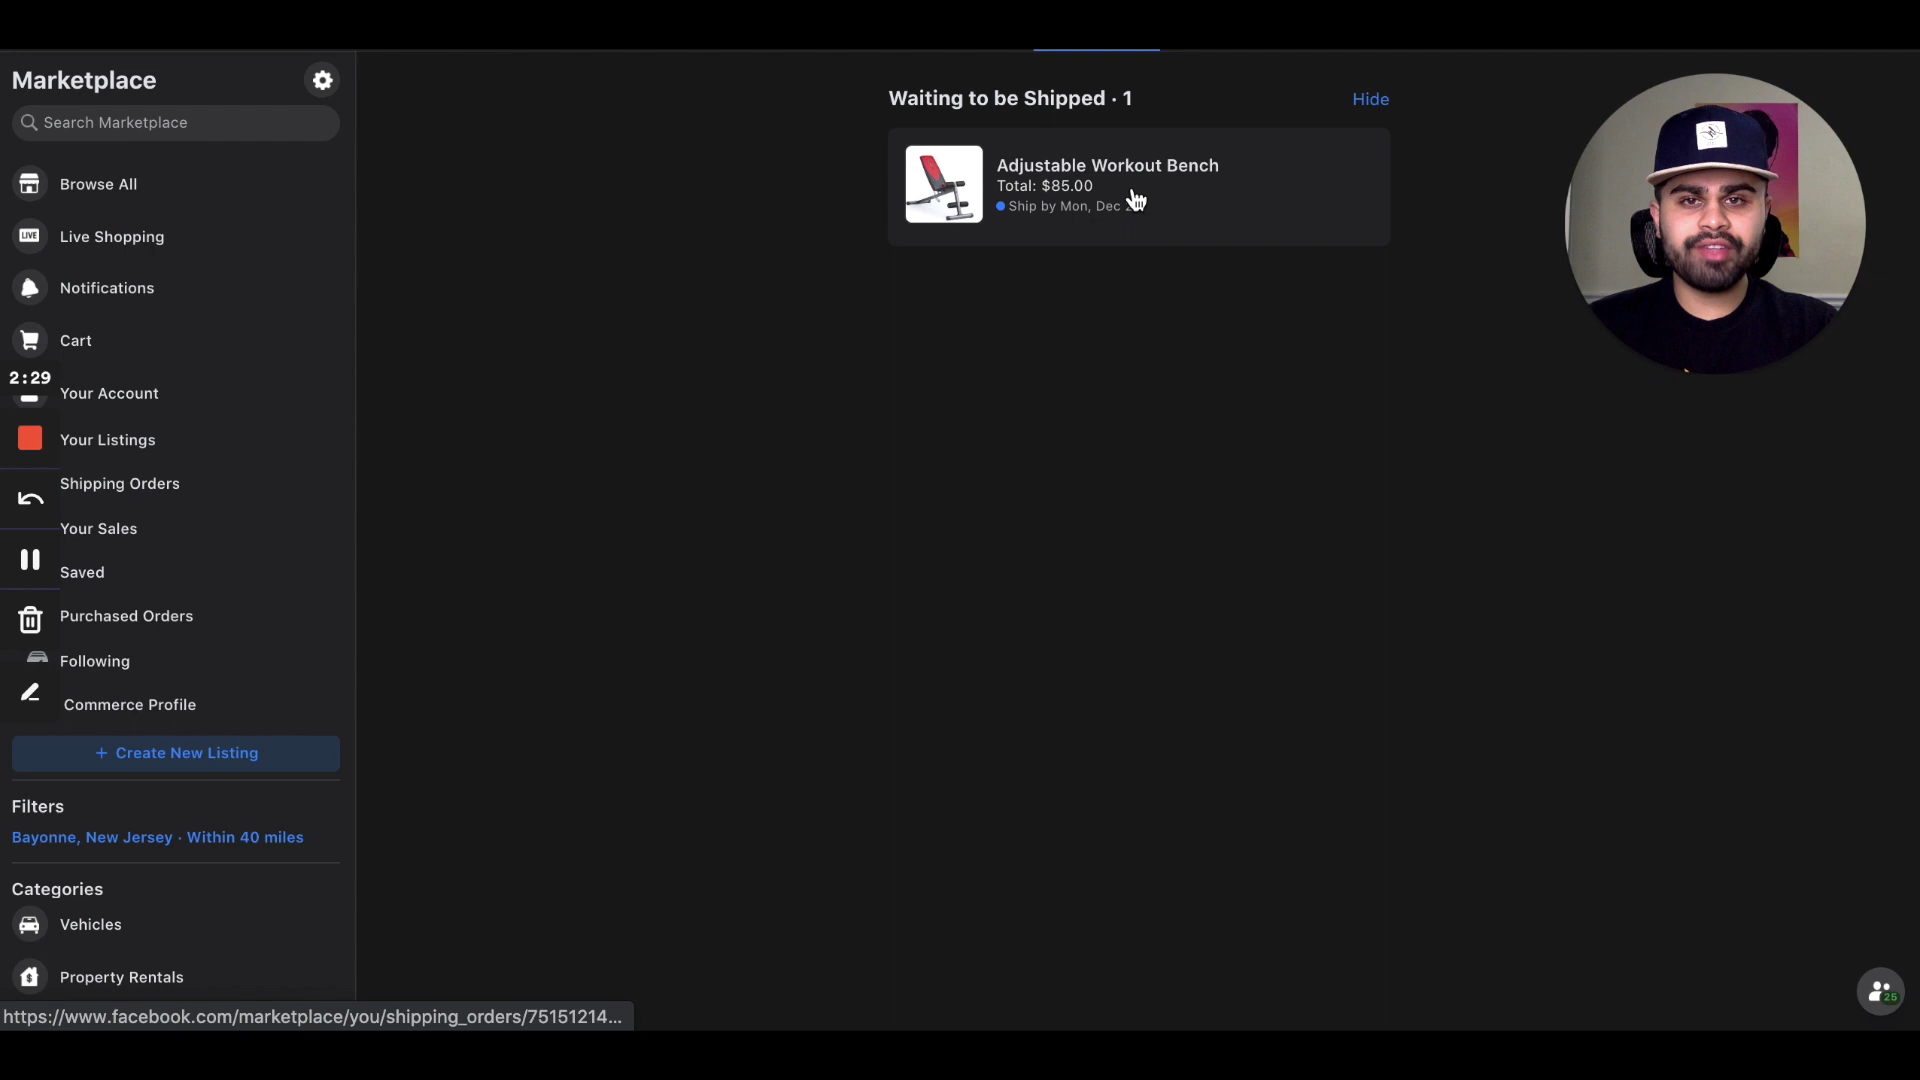 Marketplace
Search Marketplace
Browse All
LIVE
Live Shopping
Notifications
Cart
2:29
Your Account
Your Listings
Shipping Orders
Your Sales
Saved
Purchased Orders
Following
Commerce Profile
+ Create New Listing
Filters
Bayonne, New Jersey · Within 40 miles
Categories
Vehicles
Property Rentals
https://www.facebook.com/marketplace/you/shipping_orders/75151214...
Waiting to be Shipped · 1
Hide
Adjustable Workout Bench
Total: $85.00
Ship by Mon, Dec
25